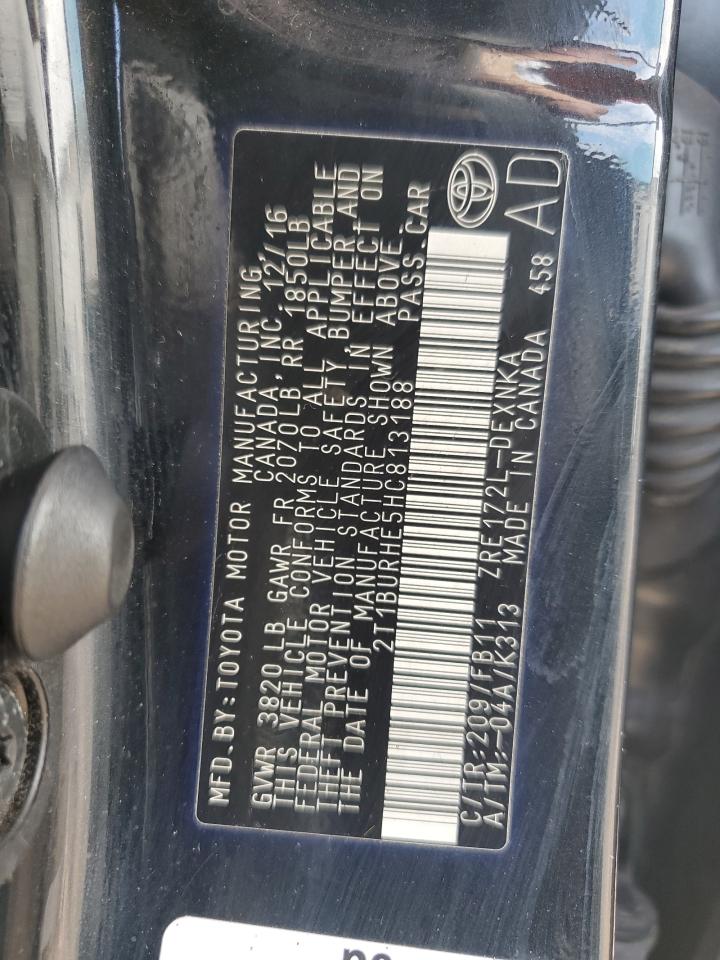 MFD.BY:TOYOTA MOTOR MANUFACTURING,
CANADA, INC. 12/16
GVWR 3820 LB GAWR FR 2070LB, RR 1850LB
THIS VEHICLE CONFORMS TO ALL APPLICABLE
FEDERAL MOTOR VEHICLE SAFETY, BUMPER, AND
THEFT PREVENTION STANDARDS IN EFFECT ON
THE DATE OF MANUFACTURE SHOWN ABOVE.
2T1BURHE5HC813188 PASS.CAR
C/TR:209/FB11 ZRE172L-DEXNKA
A/TM:-04A/K313 MADE IN CANADA 458
AD